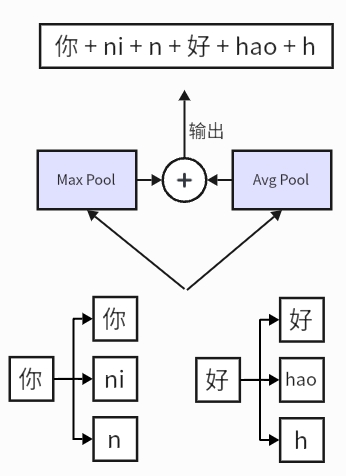 你 + ni + n + 好 + hao + h
输出
Max Pool
+
Avg Pool
你
好
你
ni
好
hao
n
h